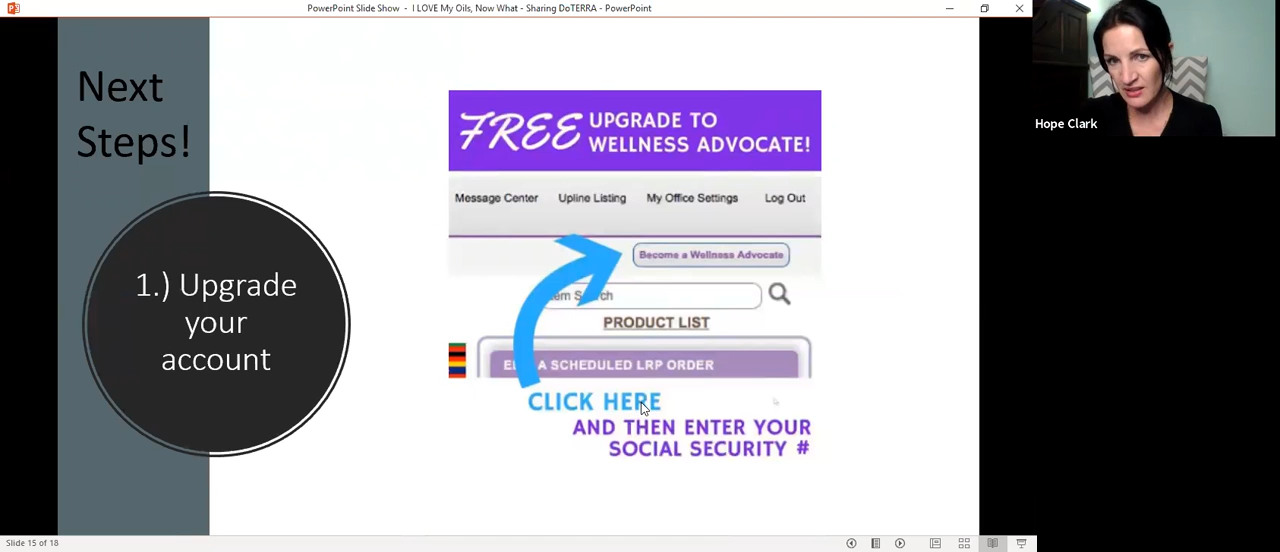 PowerPoint Slide Show - I LOVE My Oils, Now What - Sharing DoTERRA - PowerPoint
Next
Steps!
1.) Upgrade
your
account
FREE UPGRADE TO
WELLNESS ADVOCATE!
Message Center Upline Listing My Office Settings Log Out
Become a Wellness Advocate
PRODUCT LIST
A SCHEDULED LRP ORDER
CLICK HERE
AND THEN ENTER YOUR
SOCIAL SECURITY #
Hope Clark
Slide 15 of 18